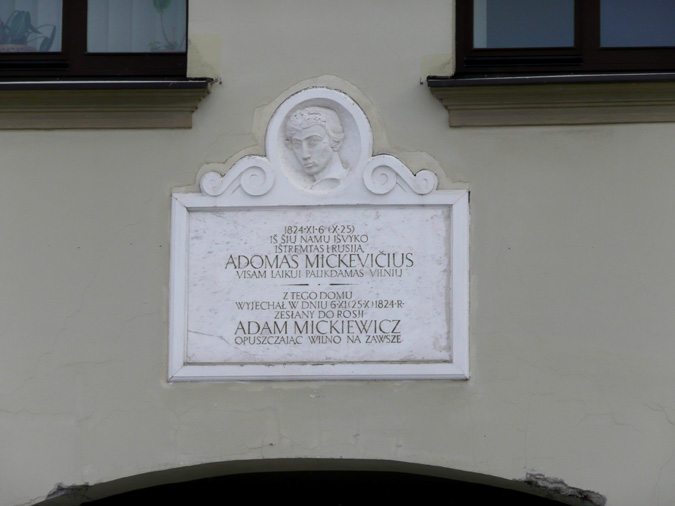 1824·XI·6·(X·25)
IŠ ŠIŲ NAMŲ IŠVYKO
IŠTREMTAS Į RUSIJĄ
ADOMAS MICKEVIČIUS
VISAM LAIKUI PALIKDAMAS VILNIŲ
Z TEGO DOMU
WYJECHAŁ W DNIU 6·XI(25·X)1824·R·
ZESŁANY DO ROSJI
ADAM MICKIEWICZ
OPUSZCZAJĄC WILNO NA ZAWSZE